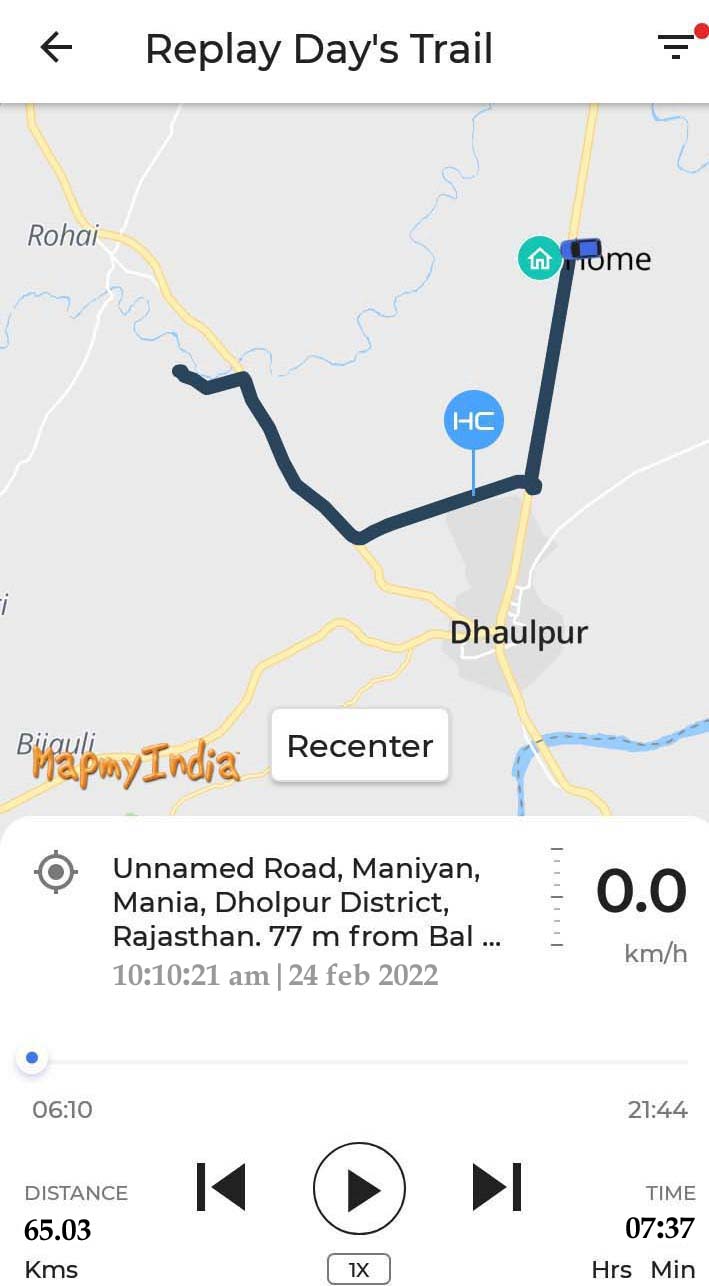 Replay Day's Trail
Rohai
Home
HC
Dhaulpur
Bijauli
MapmyIndia
Recenter
Unnamed Road, Maniyan,
Mania, Dholpur District,
Rajasthan. 77 m from Bal ...
0.0
km/h
10:10:21 am | 24 feb 2022
06:10
21:44
DISTANCE
TIME
65.03
07:37
Kms
1X
Hrs Min